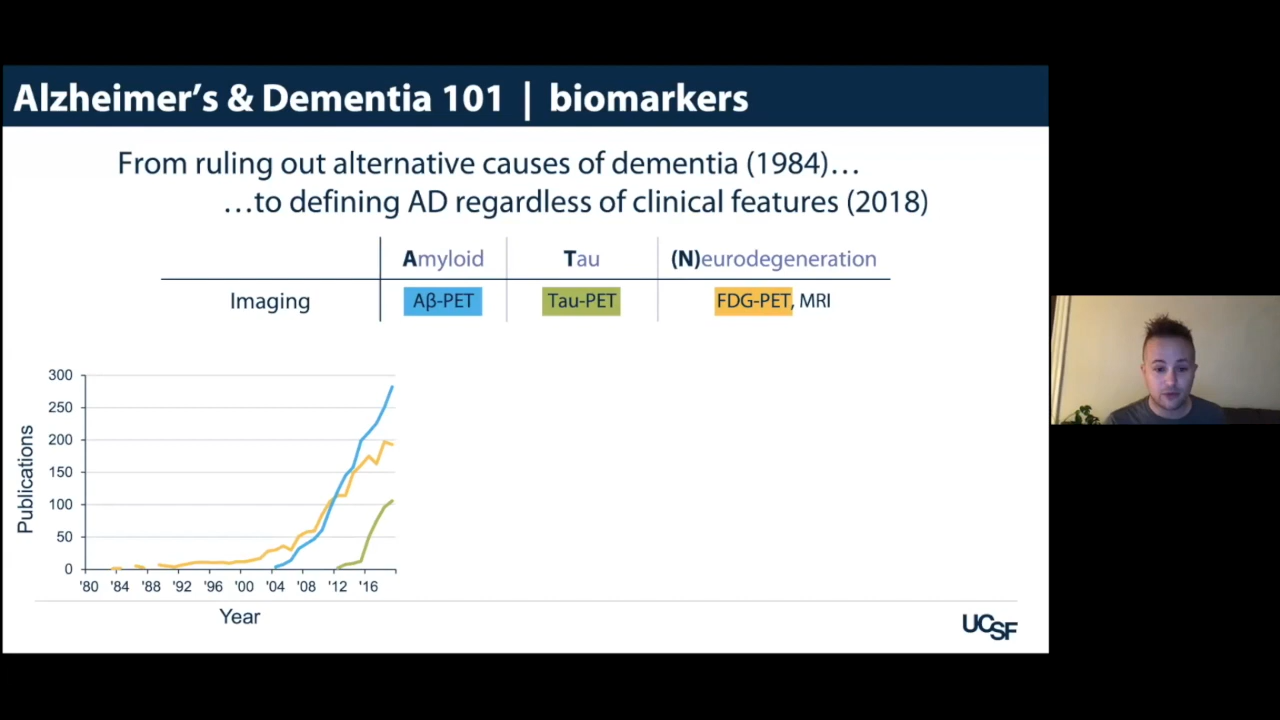 Alzheimer's & Dementia 101 | biomarkers
From ruling out alternative causes of dementia (1984)…
…to defining AD regardless of clinical features (2018)
Amyloid Tau (N)eurodegeneration
Imaging Aβ-PET Tau-PET FDG-PET, MRI
300
250
200
150
100
50
0
Publications
'80 '84 '88 '92 '96 '00 '04 '08 '12 '16
Year
UCSF